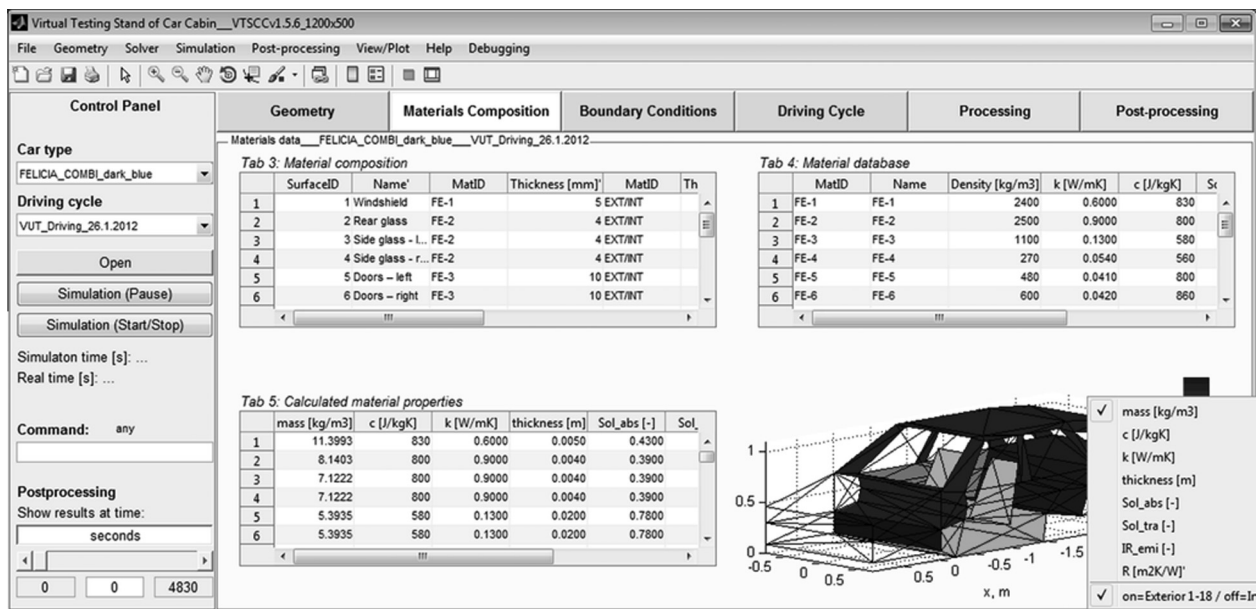 Virtual Testing Stand of Car Cabin__VTSCCv1.5.6_1200x500
File Geometry Solver Simulation Post-processing View/Plot Help Debugging
Control Panel
Car type
FELICIA_COMBI_dark_blue
Driving cycle
VUT_Driving_26.1.2012
Open
Simulation (Pause)
Simulation (Start/Stop)
Simulaton time [s]: ...
Real time [s]: ...
Command: any
Postprocessing
Show results at time:
seconds
0 0 4830
Geometry Materials Composition Boundary Conditions Driving Cycle Processing Post-processing
Materials data___FELICIA_COMBI_dark_blue___VUT_Driving_26.1.2012
Tab 3: Material composition
SurfaceID Name' MatID Thickness [mm]' MatID Th
1 1 Windshield FE-1 5 EXT/INT
2 2 Rear glass FE-2 4 EXT/INT
3 3 Side glass - l... FE-2 4 EXT/INT
4 4 Side glass - r... FE-2 4 EXT/INT
5 5 Doors – left FE-3 10 EXT/INT
6 6 Doors – right FE-3 10 EXT/INT
Tab 4: Material database
MatID Name Density [kg/m3] k [W/mK] c [J/kgK] Sc
1 FE-1 FE-1 2400 0.6000 830
2 FE-2 FE-2 2500 0.9000 800
3 FE-3 FE-3 1100 0.1300 580
4 FE-4 FE-4 270 0.0540 560
5 FE-5 FE-5 480 0.0410 800
6 FE-6 FE-6 600 0.0420 860
Tab 5: Calculated material properties
mass [kg/m3] c [J/kgK] k [W/mK] thickness [m] Sol_abs [-] Sol_
1 11.3993 830 0.6000 0.0050 0.4300
2 8.1403 800 0.9000 0.0040 0.3900
3 7.1222 800 0.9000 0.0040 0.3900
4 7.1222 800 0.9000 0.0040 0.3900
5 5.3935 580 0.1300 0.0200 0.7800
6 5.3935 580 0.1300 0.0200 0.7800
1
0.5
0
-0.5 0 0.5
0.5 0 -0.5 -1 -1.5
x, m
mass [kg/m3]
c [J/kgK]
k [W/mK]
thickness [m]
Sol_abs [-]
Sol_tra [-]
IR_emi [-]
R [m2K/W]'
on=Exterior 1-18 / off=In